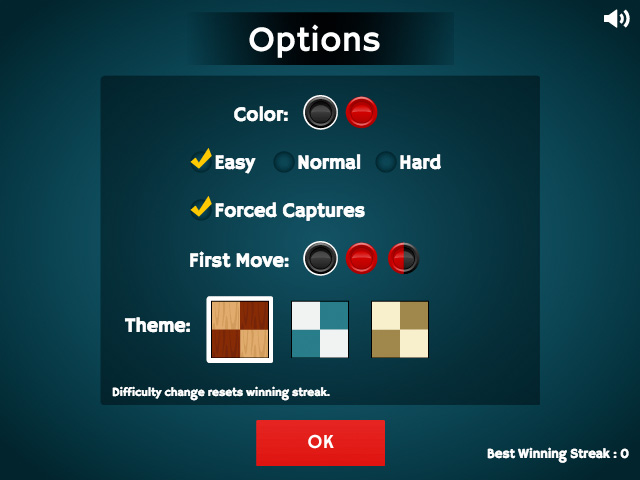 Options
Color:
Easy Normal Hard
Forced Captures
First Move:
Theme:
Difficulty change resets winning streak.
OK
Best Winning Streak : 0